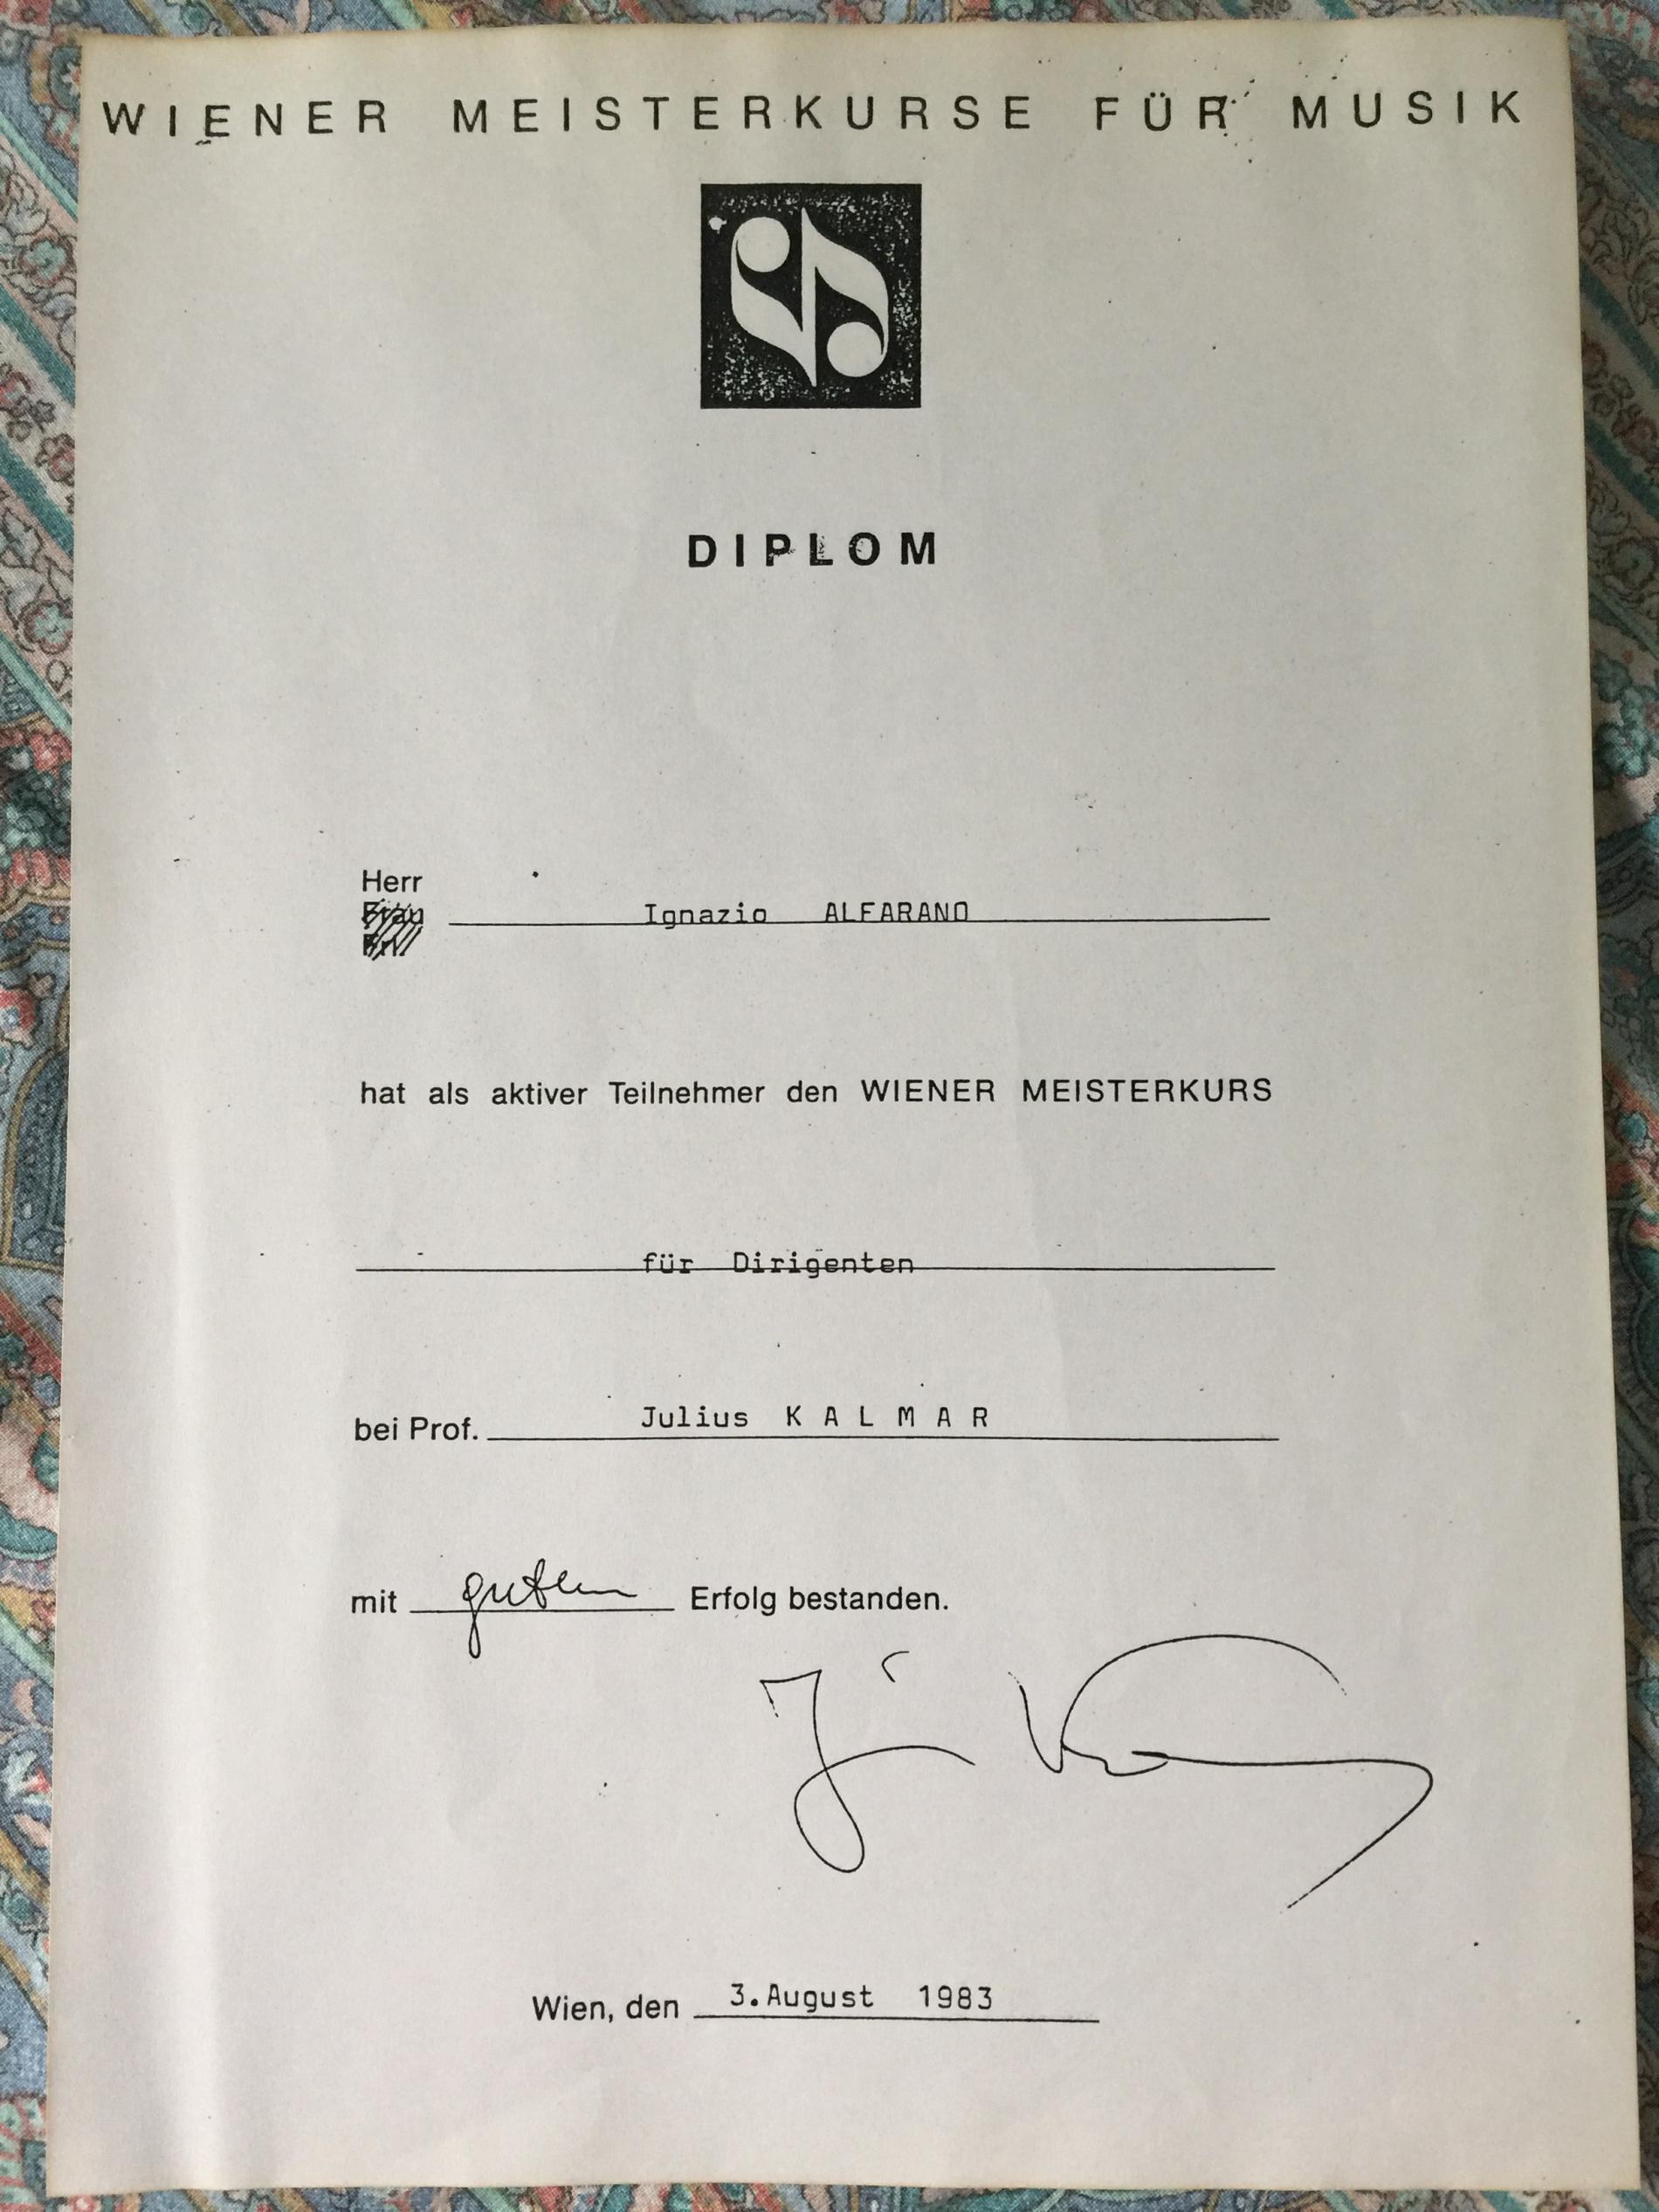 WIENER MEISTERKURSE FÜR MUSIK
DIPLOM
Herr
Frau
Frl.
Ignazio ALFARANO
hat als aktiver Teilnehmer den WIENER MEISTERKURS
für Dirigenten
bei Prof. Julius K A L M A R
mit gutem Erfolg bestanden.
Wien, den 3. August 1983